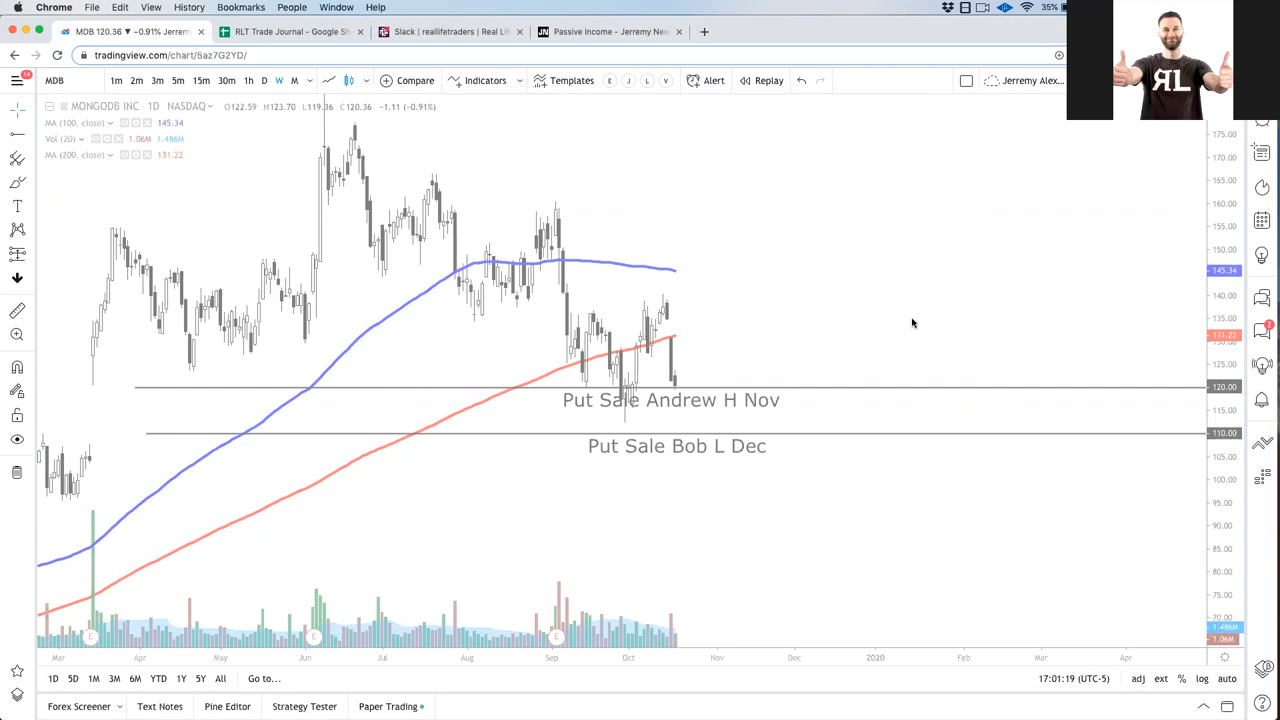 Chrome File Edit View History Bookmarks People Window Help 35%
MDB 120.36 ▼ −0.91% Jerrem RLT Trade Journal - Google Sh Slack | reallifetraders | Real Li JN Passive Income - Jerremy New
tradingview.com/chart/5az7G2YD/
14 MDB 1m 2m 3m 5m 15m 30m 1h D W M Compare Indicators Templates E J L V Alert Replay Jerremy Alex...
RL
MONGODB INC 1D NASDAQ O122.59 H123.70 L119.36 C120.36 −1.11 (−0.91%)
MA (100, close) 145.34
Vol (20) 1.06M 1.486M
MA (200, close) 131.22
175.00
170.00
165.00
160.00
155.00
150.00
145.34
140.00
135.00
131.22
130.00
125.00
120.00
Put Sale Andrew H Nov
115.00
110.00
Put Sale Bob L Dec
105.00
100.00
95.00
90.00
85.00
80.00
75.00
70.00
1.486M
1.06M
E E E
2
Mar Apr May Jun Jul Aug Sep Oct Nov Dec 2020 Feb Mar Apr
1D 5D 1M 3M 6M YTD 1Y 5Y All Go to... 17:01:19 (UTC-5) adj ext % log auto
Forex Screener Text Notes Pine Editor Strategy Tester Paper Trading